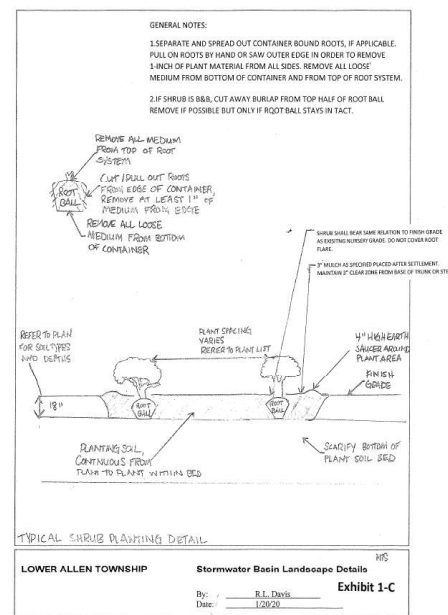 GENERAL NOTES:
1.SEPARATE AND SPREAD OUT CONTAINER BOUND ROOTS, IF APPLICABLE.
PULL ON ROOTS BY HAND OR SAW OUTER EDGE IN ORDER TO REMOVE
1-INCH OF PLANT MATERIAL FROM ALL SIDES. REMOVE ALL LOOSE
MEDIUM FROM BOTTOM OF CONTAINER AND FROM TOP OF ROOT SYSTEM.
2.IF SHRUB IS B&B, CUT AWAY BURLAP FROM TOP HALF OF ROOT BALL
REMOVE IF POSSIBLE BUT ONLY IF ROOT BALL STAYS IN TACT.
REMOVE ALL MEDIUM
FROM TOP OF ROOT
SYSTEM
CUT/PULL OUT ROOTS
FROM EDGE OF CONTAINER,
REMOVE AT LEAST 1" OF
MEDIUM FROM EDGE
ROOT
BALL
REMOVE ALL LOOSE
MEDIUM FROM BOTTOM
OF CONTAINER
SHRUB SHALL BEAR SAME RELATION TO FINISH GRADE
AS EXISTING NURSERY GRADE. DO NOT COVER ROOT
FLARE.
3" MULCH AS SPECIFIED PLACED AFTER SETTLEMENT.
MAINTAIN 2" CLEAR ZONE FROM BASE OF TRUNK OR STE
REFER TO PLAN
FOR SOIL TYPES
AND DEPTHS
PLANT SPACING
VARIES
REFER TO PLANT LIST
4" HIGH EARTH
SAUCER AROUND
PLANT AREA
FINISH
GRADE
18"
ROOT
BALL
ROOT
BALL
PLANTING SOIL,
CONTINUOUS FROM
PLANT TO PLANT WITHIN BED
SCARIFY BOTTOM OF
PLANT SOIL BED
TYPICAL SHRUB PLANTING DETAIL
NTS
LOWER ALLEN TOWNSHIP
Stormwater Basin Landscape Details
By: R.L. Davis
Date: 1/20/20
Exhibit 1-C